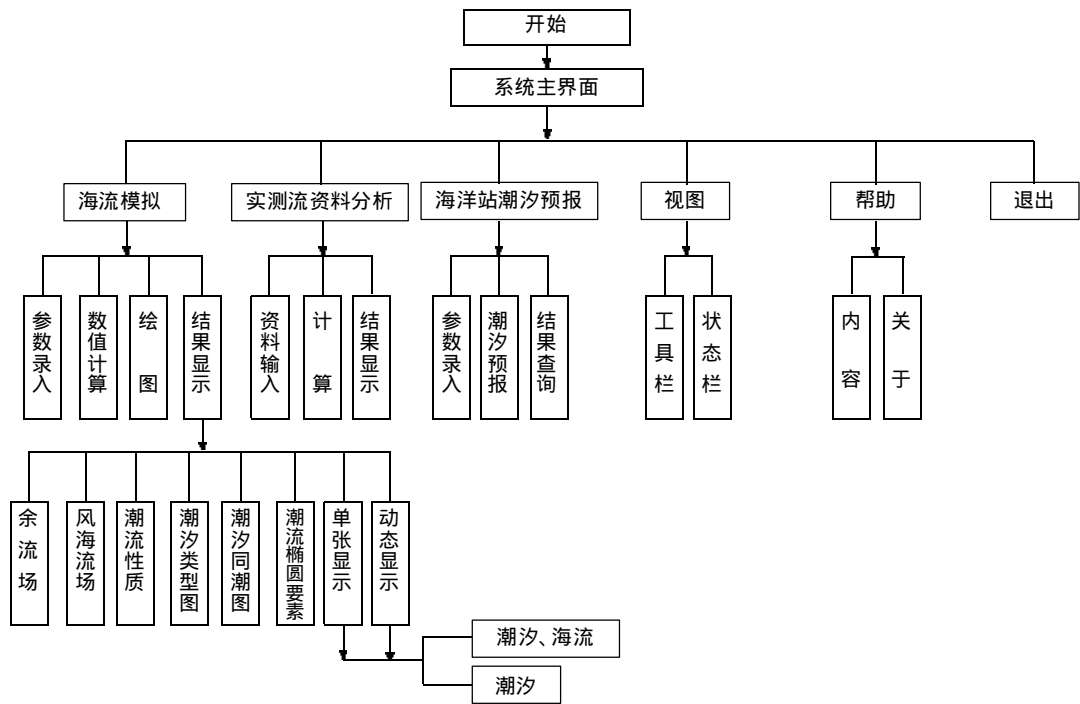 开始
系统主界面
海流模拟
实测流资料分析
海洋站潮汐预报
视图
帮助
退出
参数录入
数值计算
绘图
结果显示
资料输入
计算
结果显示
参数录入
潮汐预报
结果查询
工具栏
状态栏
内容
关于
余流场
风海流场
潮流性质
潮汐类型图
潮汐同潮图
潮流椭圆要素
单张显示
动态显示
潮汐、海流
潮汐